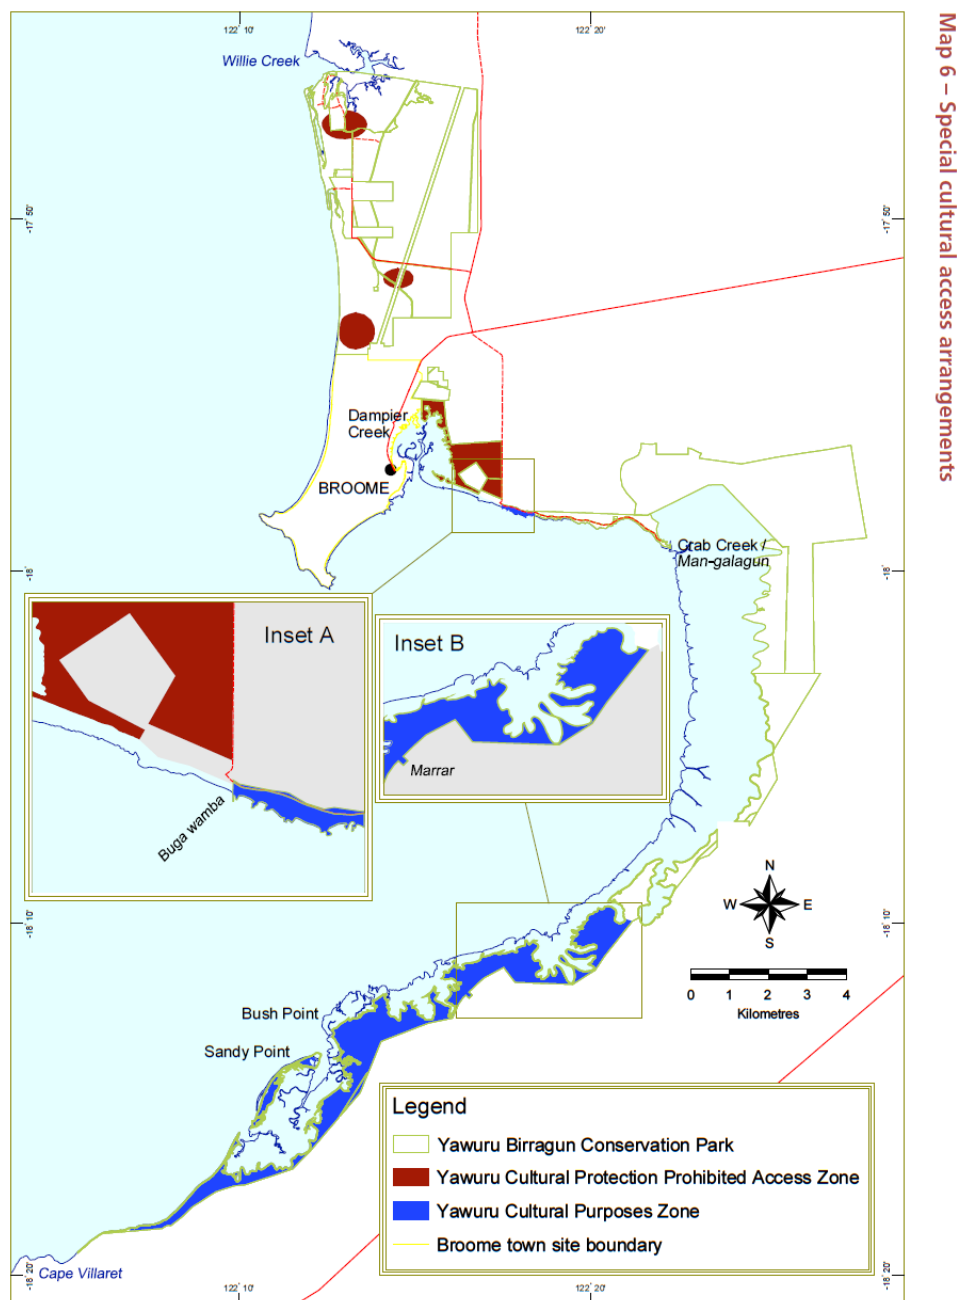 Map 6 – Special cultural access arrangements
122° 10'
122° 20'
Willie Creek
-17° 50'
-17° 50'
Dampier
Creek
BROOME
Crab Creek /
Man-galagun
-18°
-18°
Inset A
Buga wamba
Inset B
Marrar
N
W
E
S
-18° 10'
-18° 10'
0 1 2 3 4
Kilometres
Bush Point
Sandy Point
Legend
Yawuru Birragun Conservation Park
Yawuru Cultural Protection Prohibited Access Zone
Yawuru Cultural Purposes Zone
Broome town site boundary
Cape Villaret
-18° 20'
-18° 20'
122° 10'
122° 20'